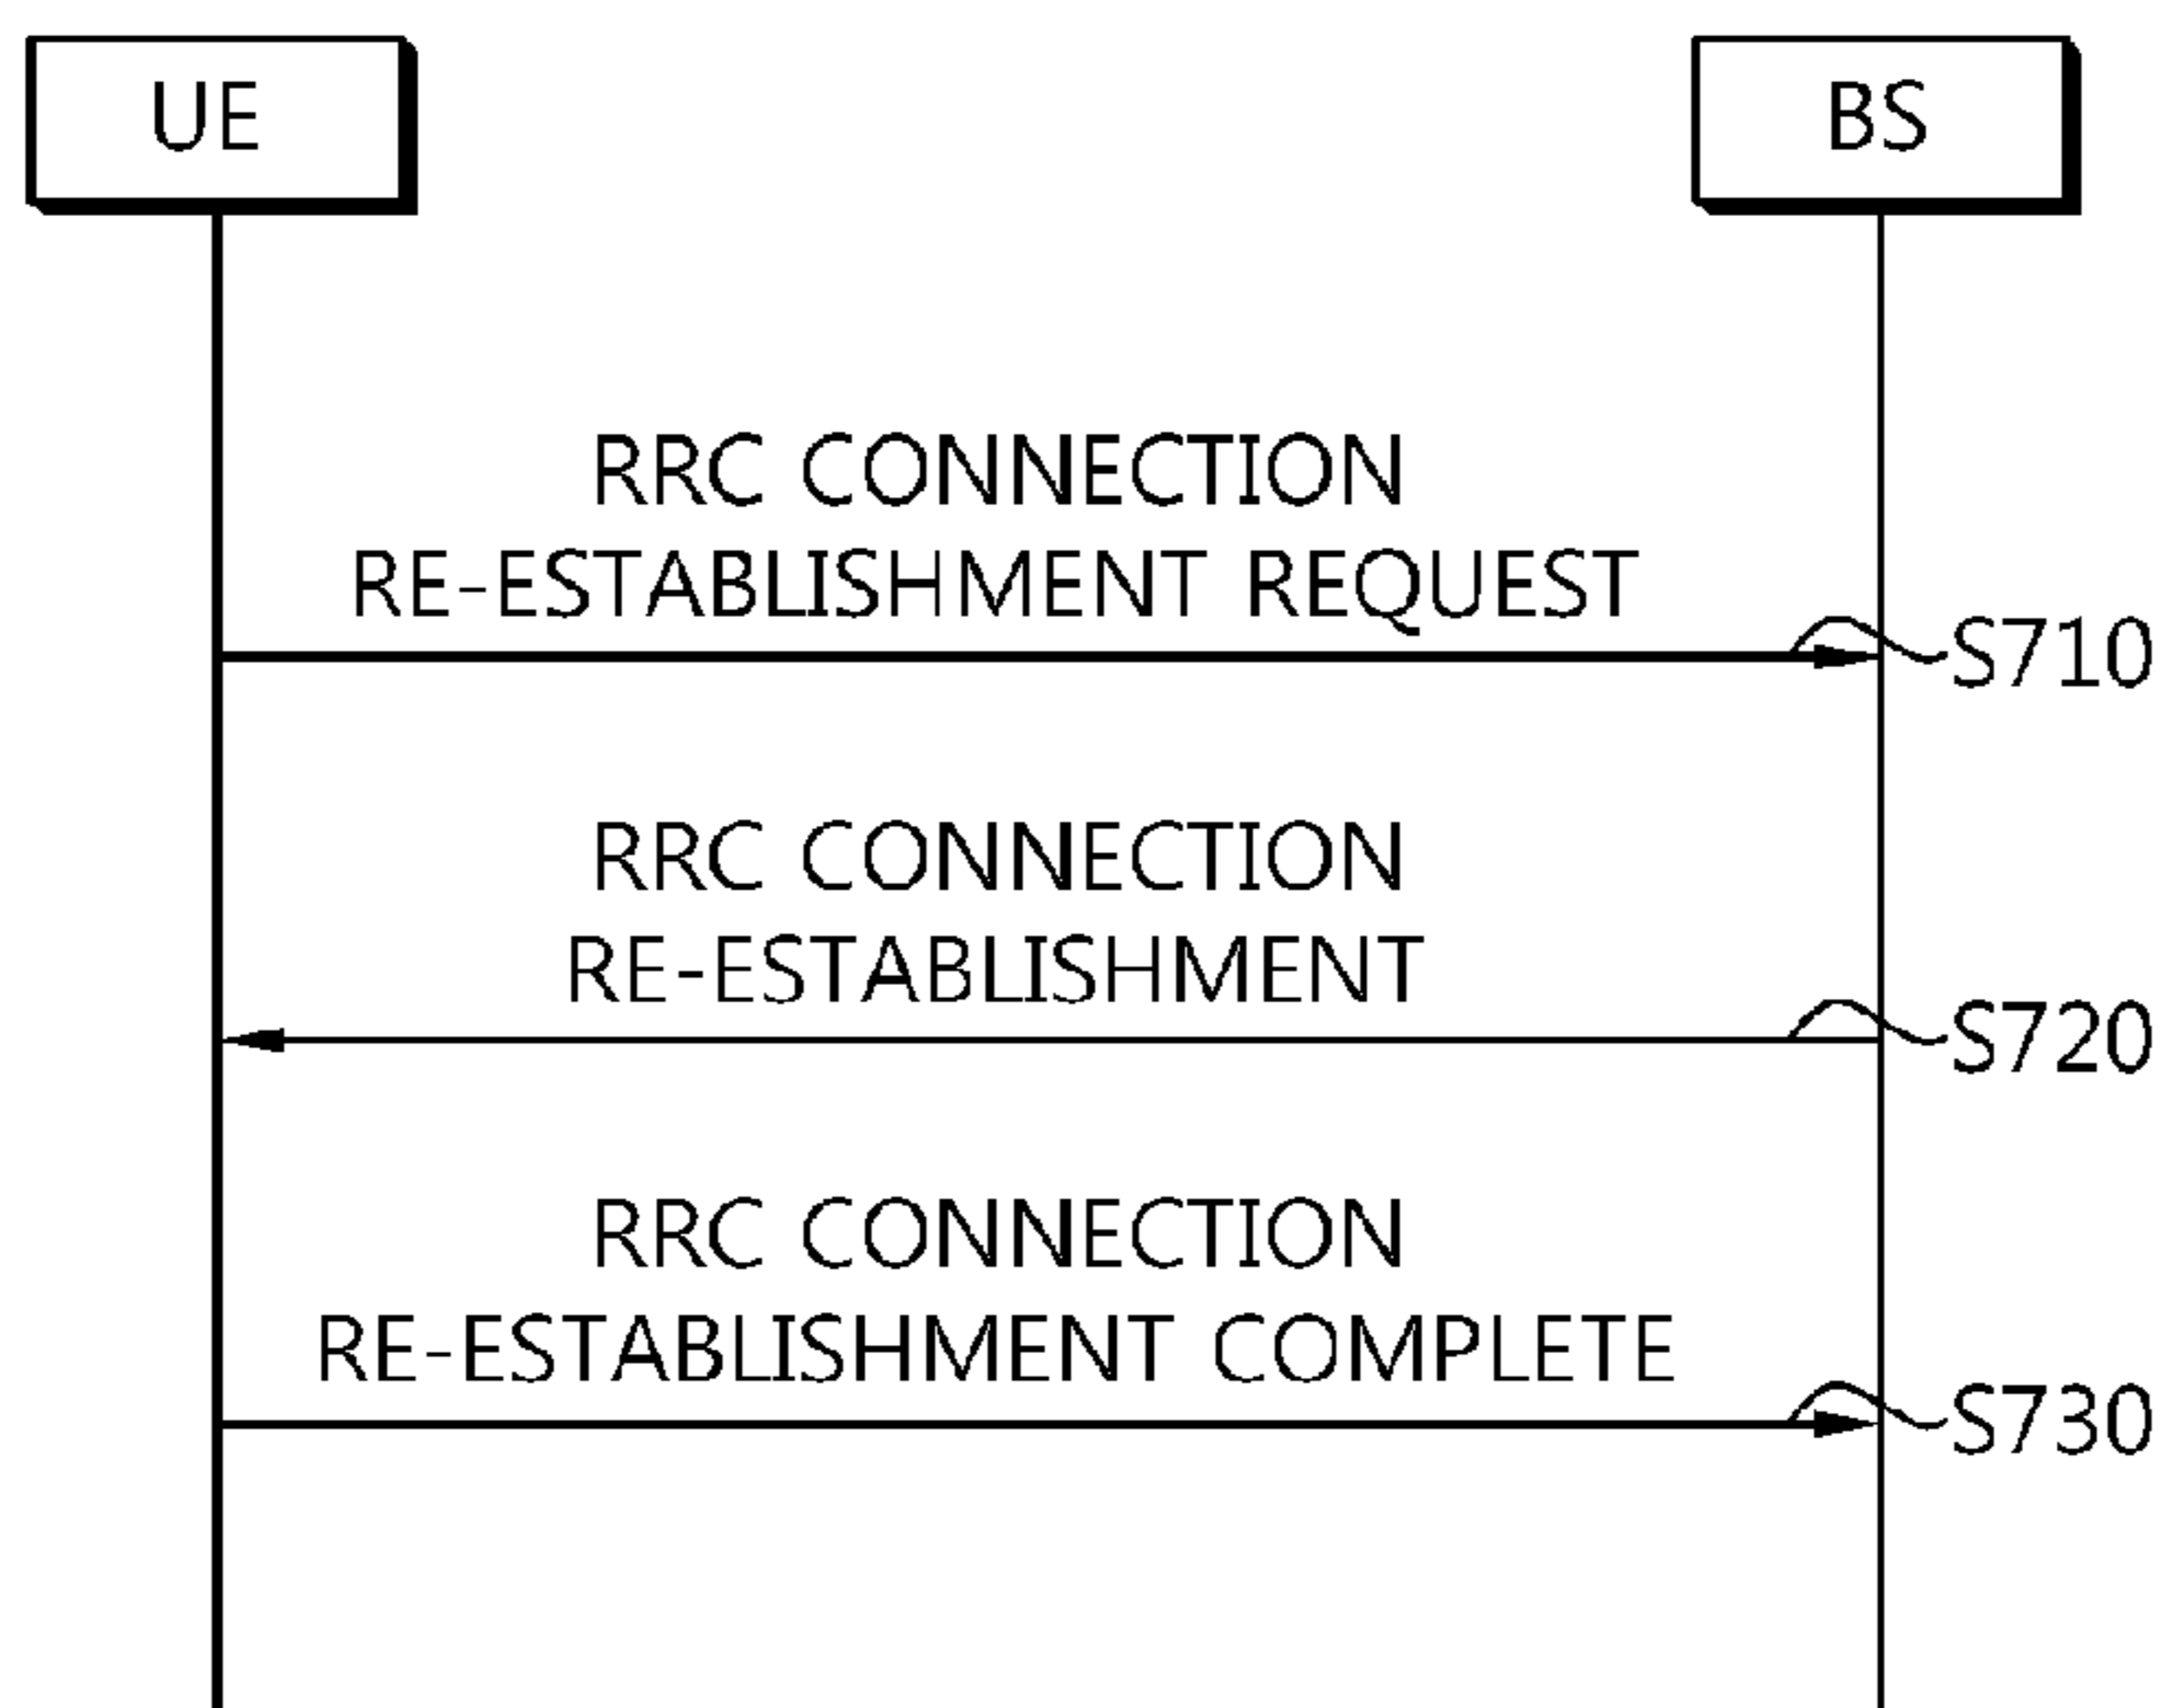 UE
BS
RRC CONNECTION
RE-ESTABLISHMENT REQUEST
S710
RRC CONNECTION
RE-ESTABLISHMENT
S720
RRC CONNECTION
RE-ESTABLISHMENT COMPLETE
S730